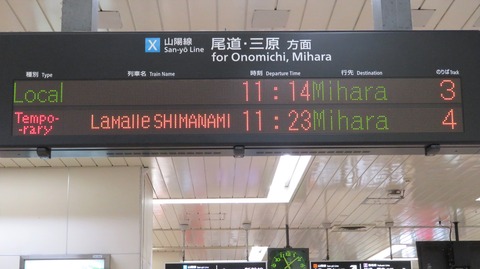 X 山陽線 San-yō Line 尾道・三原 方面
for Onomichi, Mihara
種別 Type 列車名 Train Name 時刻 Departure Time 行先 Destination のりば Track
Local 11:14 Mihara 3
Tempo-rary LaMalle SHIMANAMI 11:23 Mihara 4